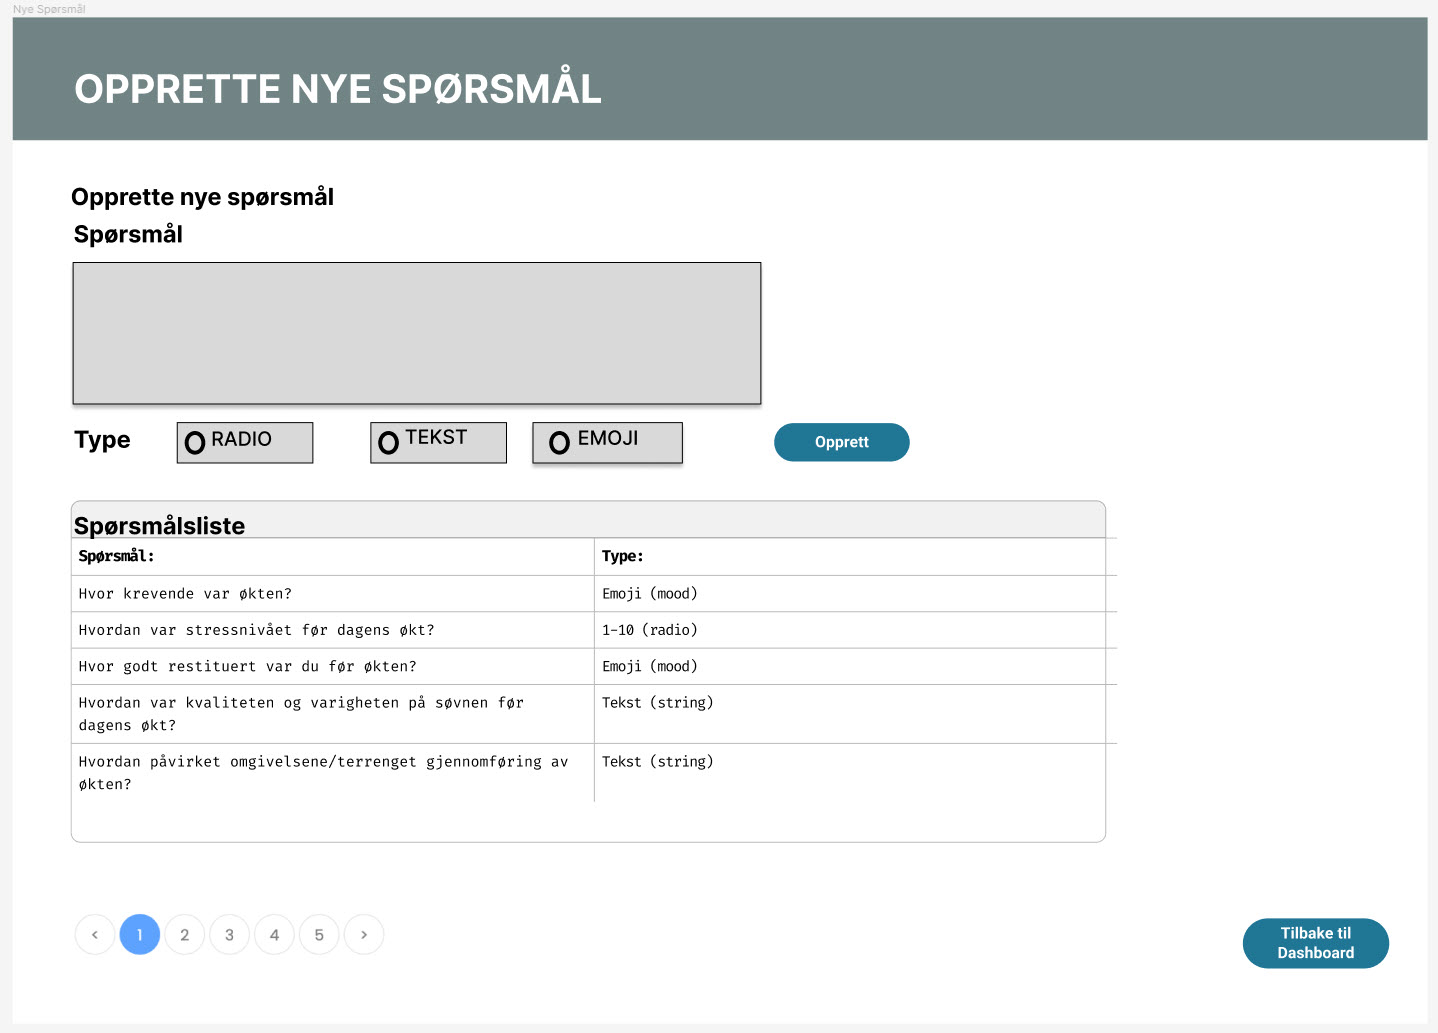 Nye Spørsmål
OPPRETTE NYE SPØRSMÅL
Opprette nye spørsmål
Spørsmål
Type
RADIO
TEKST
EMOJI
Opprett
Spørsmålsliste
Spørsmål:
Type:
Hvor krevende var økten?
Emoji (mood)
Hvordan var stressnivået før dagens økt?
1-10 (radio)
Hvor godt restituert var du før økten?
Emoji (mood)
Hvordan var kvaliteten og varigheten på søvnen før
dagens økt?
Tekst (string)
Hvordan påvirket omgivelsene/terrenget gjennomføring av
økten?
Tekst (string)
< 1 2 3 4 5 >
Tilbake til
Dashboard